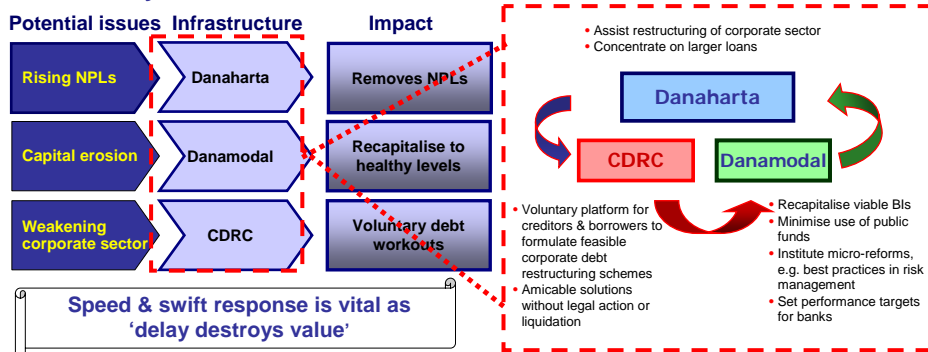 Potential issues
Infrastructure
Impact
Rising NPLs
Danaharta
Removes NPLs
Capital erosion
Danamodal
Recapitalise to
healthy levels
Weakening
corporate sector
CDRC
Voluntary debt
workouts
Speed & swift response is vital as
‘delay destroys value’
• Assist restructuring of corporate sector
• Concentrate on larger loans
Danaharta
CDRC
Danamodal
• Voluntary platform for
creditors & borrowers to
formulate feasible
corporate debt
restructuring schemes
• Amicable solutions
without legal action or
liquidation
• Recapitalise viable BIs
• Minimise use of public
funds
• Institute micro-reforms,
e.g. best practices in risk
management
• Set performance targets
for banks